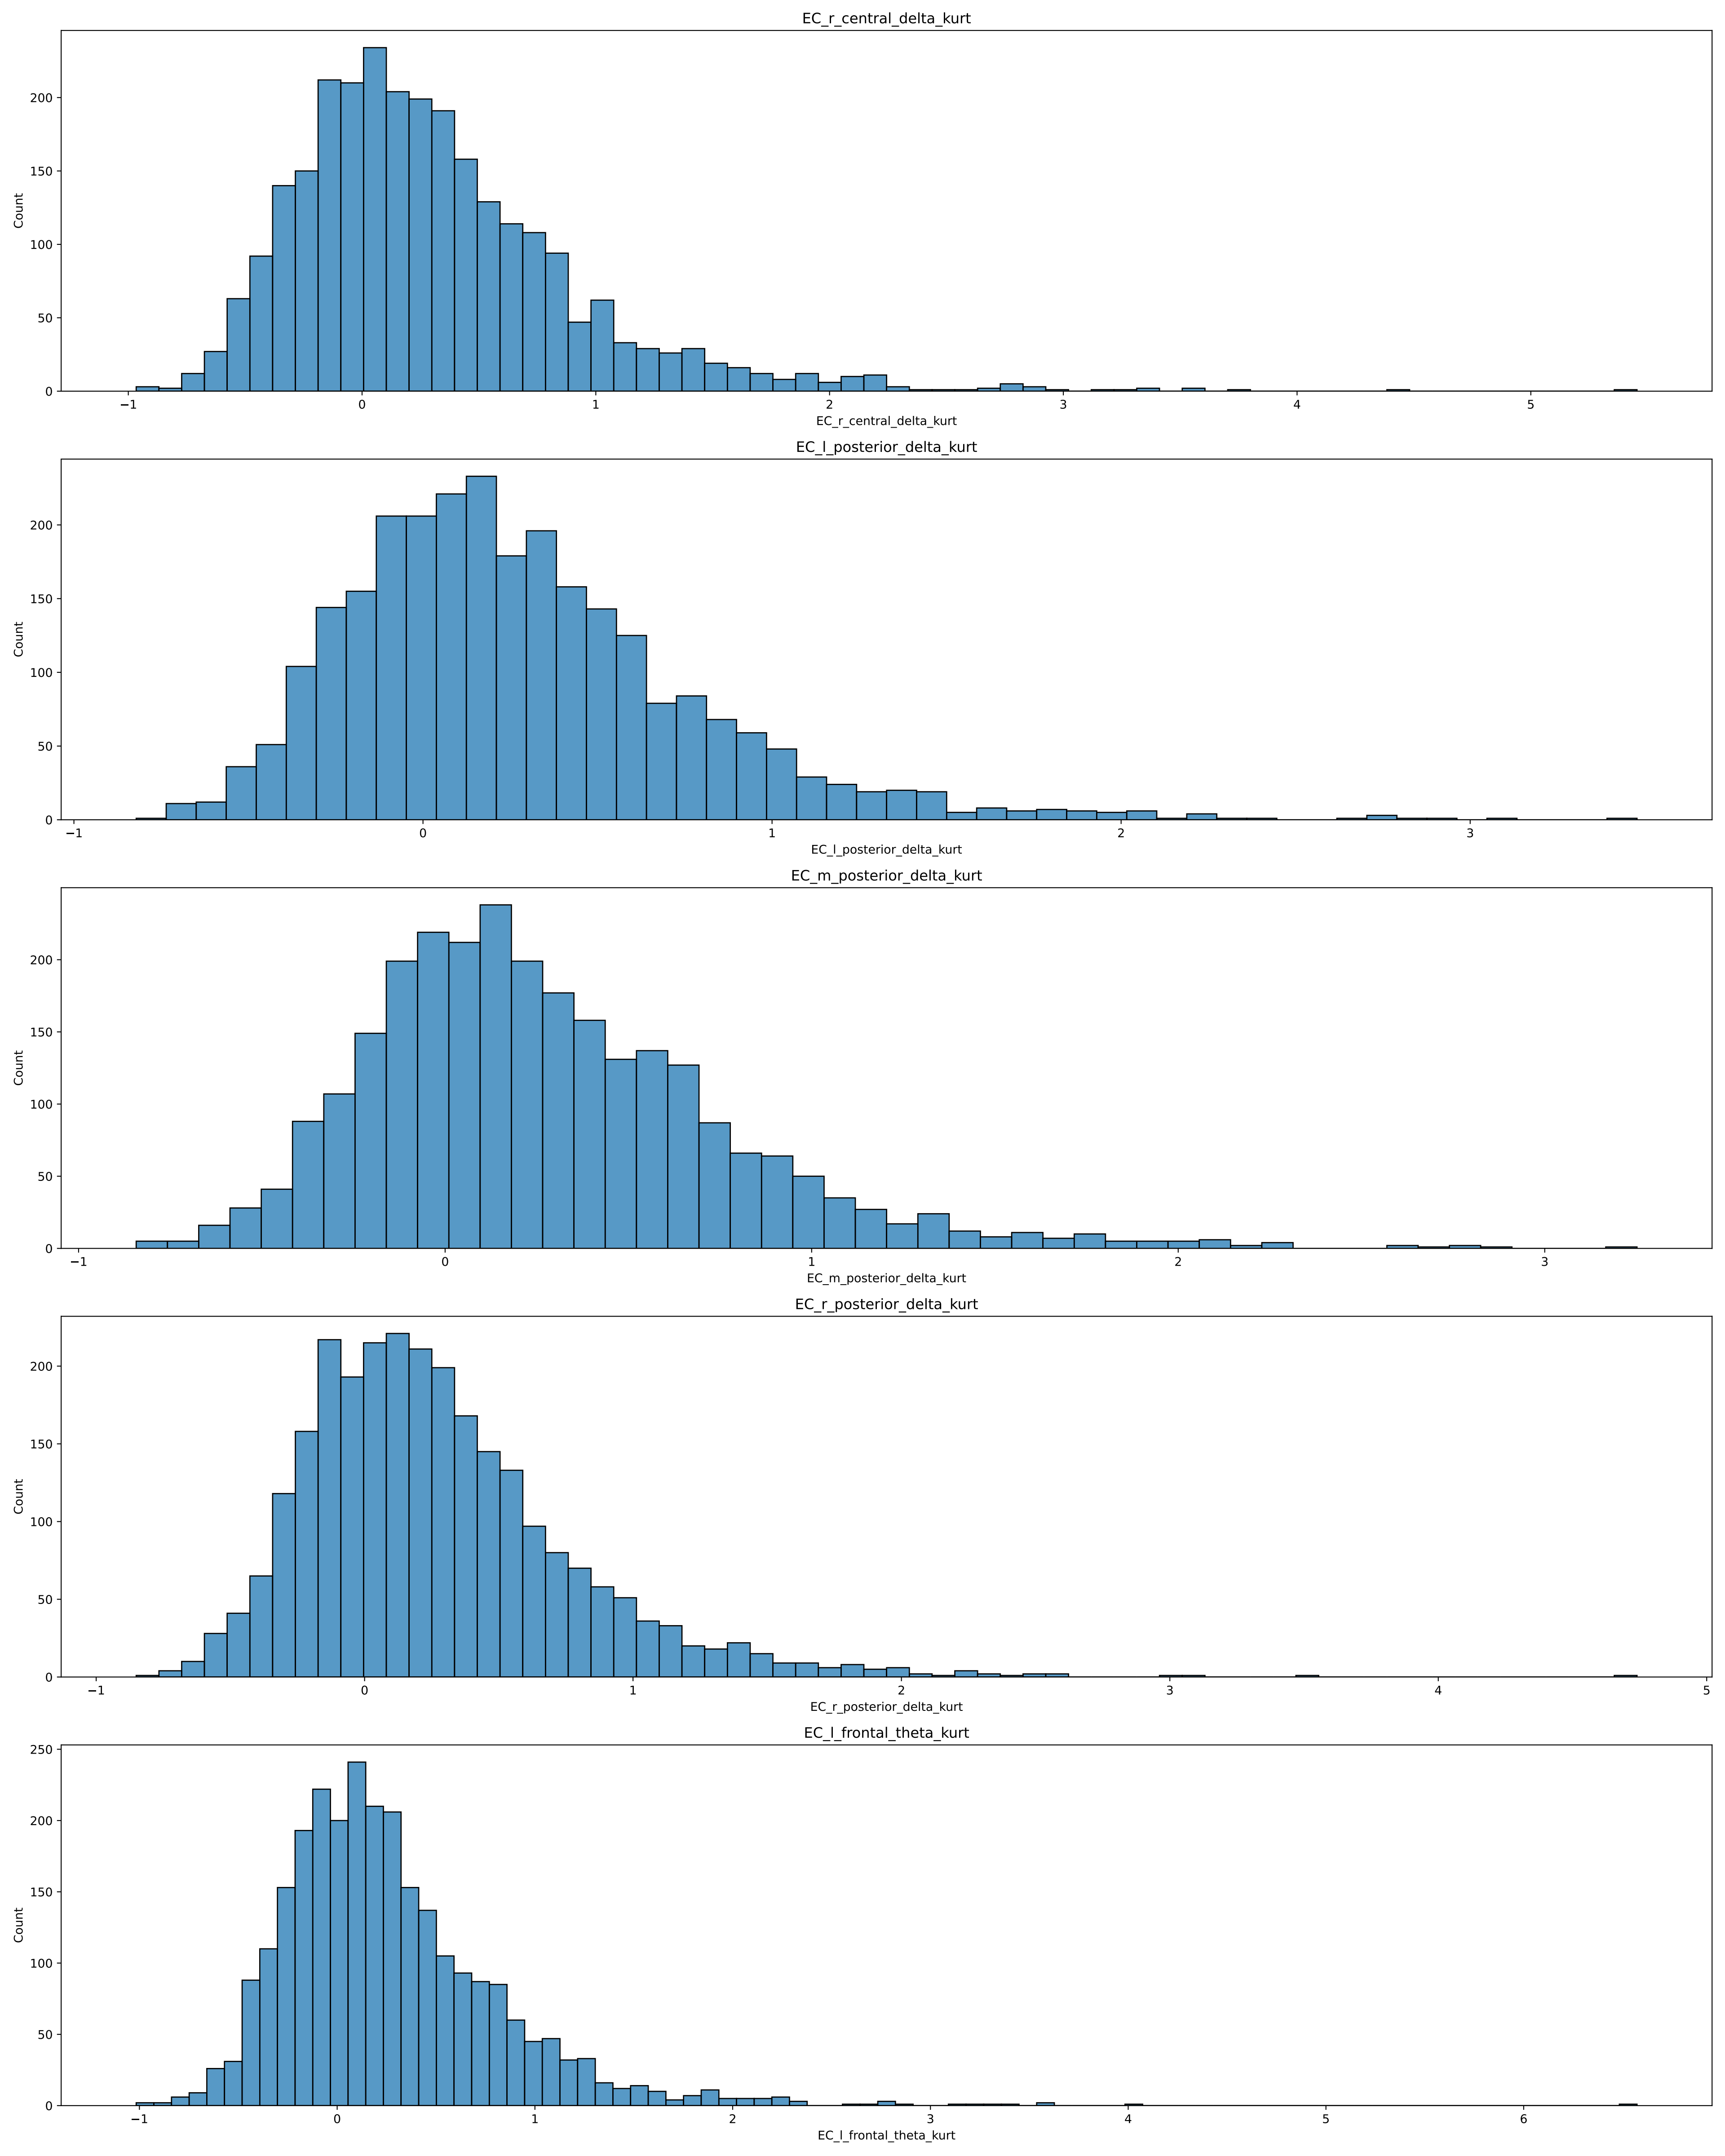 EC_r_central_delta_kurt
200
150
100
50
0
Count
−1 0 1 2 3 4 5
EC_r_central_delta_kurt
EC_l_posterior_delta_kurt
200
150
100
50
0
Count
−1 0 1 2 3
EC_l_posterior_delta_kurt
EC_m_posterior_delta_kurt
200
150
100
50
0
Count
−1 0 1 2 3
EC_m_posterior_delta_kurt
EC_r_posterior_delta_kurt
200
150
100
50
0
Count
−1 0 1 2 3 4 5
EC_r_posterior_delta_kurt
EC_l_frontal_theta_kurt
250
200
150
100
50
0
Count
−1 0 1 2 3 4 5 6
EC_l_frontal_theta_kurt